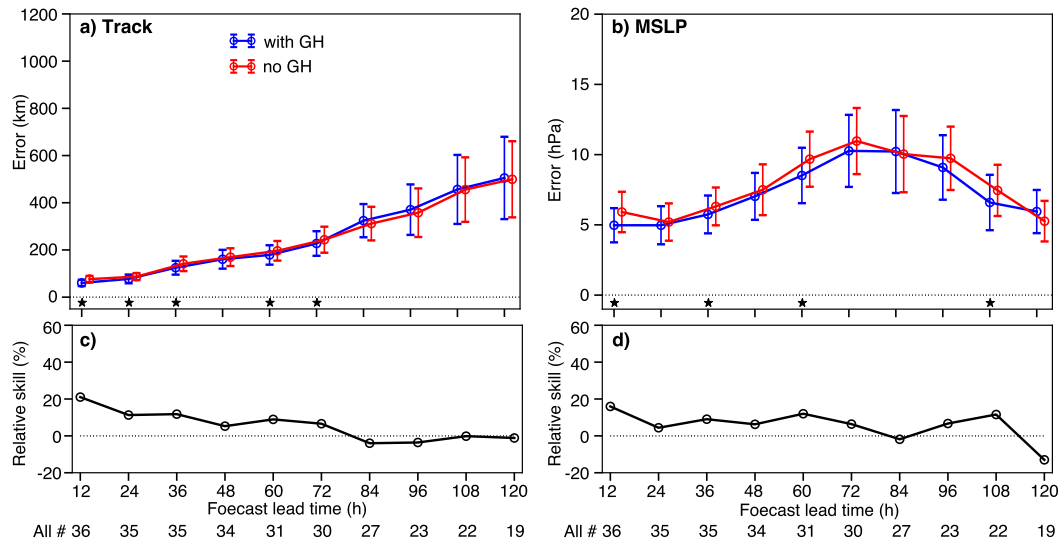 a) Track
with GH
no GH
Error (km)
1200
1000
800
600
400
200
0
b) MSLP
Error (hPa)
20
15
10
5
0
c)
Relative skill (%)
60
40
20
0
-20
12 24 36 48 60 72 84 96 108 120
Foecast lead time (h)
All # 36 35 35 34 31 30 27 23 22 19
d)
Relative skill (%)
60
40
20
0
-20
12 24 36 48 60 72 84 96 108 120
Foecast lead time (h)
All # 36 35 35 34 31 30 27 23 22 19